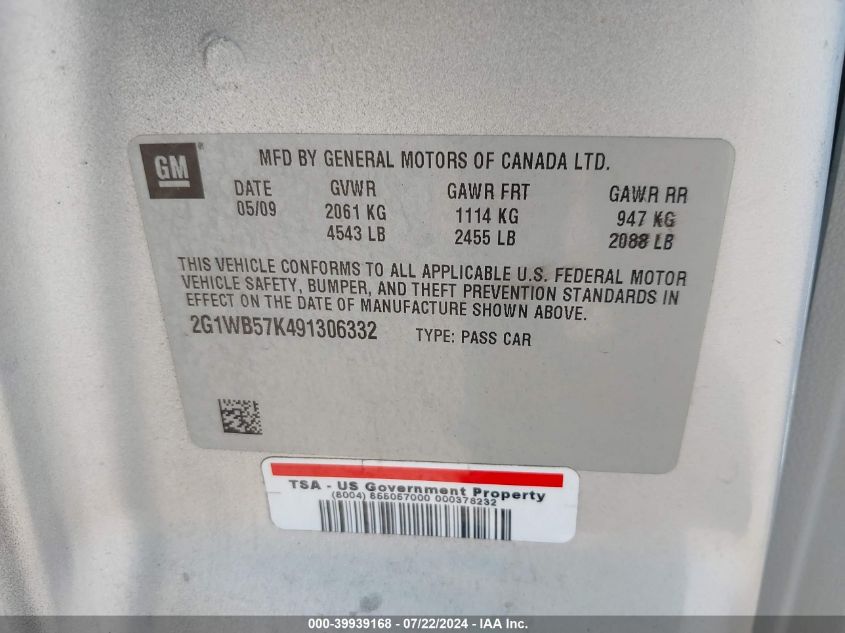 GM
MFD BY GENERAL MOTORS OF CANADA LTD.
DATE GVWR GAWR FRT GAWR RR
05/09 2061 KG 1114 KG 947 KG
4543 LB 2455 LB 2088 LB
THIS VEHICLE CONFORMS TO ALL APPLICABLE U.S. FEDERAL MOTOR
VEHICLE SAFETY, BUMPER, AND THEFT PREVENTION STANDARDS IN
EFFECT ON THE DATE OF MANUFACTURE SHOWN ABOVE.
2G1WB57K491306332 TYPE: PASS CAR
TSA - US Government Property
(8004) 855057000 000378232
000-39939168 - 07/22/2024 - IAA Inc.